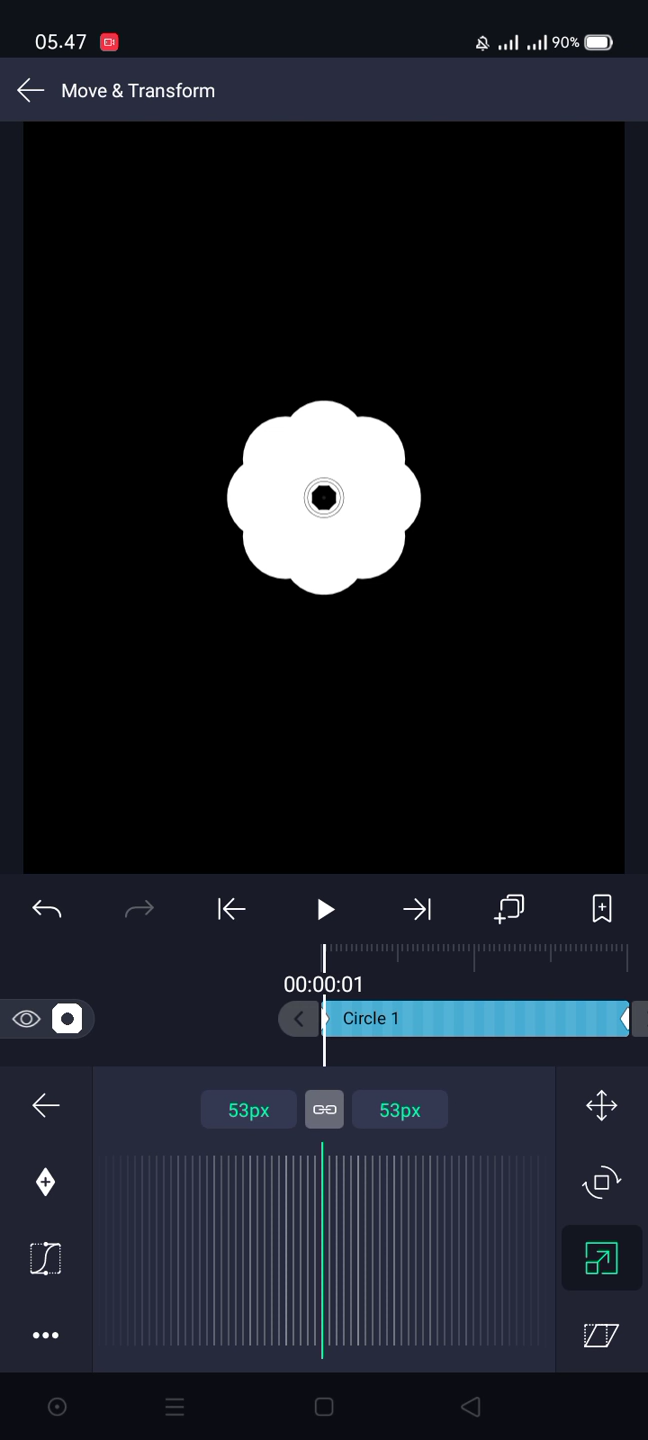 05.47
90%
Move & Transform
00:00:01
Circle 1
53px
53px